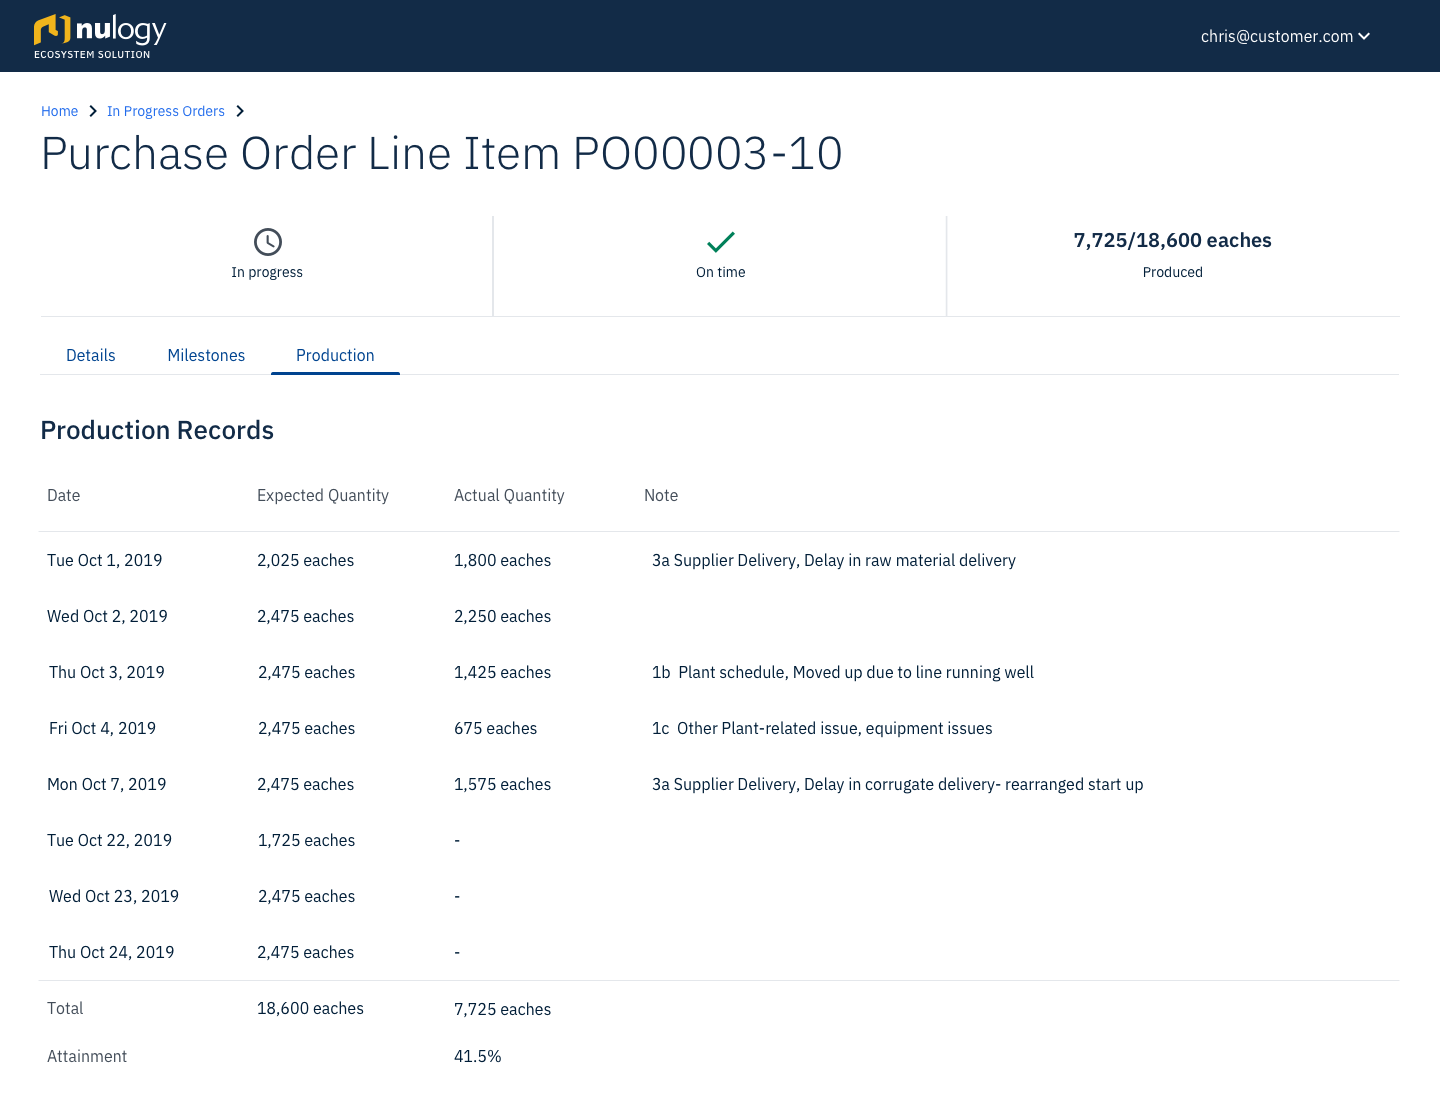 nulogy
ECOSYSTEM SOLUTION
chris@customer.com
Home
In Progress Orders
Purchase Order Line Item PO00003-10
In progress
On time
7,725/18,600 eaches
Produced
Details Milestones Production
Production Records
Date Expected Quantity Actual Quantity Note
Tue Oct 1, 2019 2,025 eaches 1,800 eaches 3a Supplier Delivery, Delay in raw material delivery
Wed Oct 2, 2019 2,475 eaches 2,250 eaches
Thu Oct 3, 2019 2,475 eaches 1,425 eaches 1b Plant schedule, Moved up due to line running well
Fri Oct 4, 2019 2,475 eaches 675 eaches 1c Other Plant-related issue, equipment issues
Mon Oct 7, 2019 2,475 eaches 1,575 eaches 3a Supplier Delivery, Delay in corrugate delivery- rearranged start up
Tue Oct 22, 2019 1,725 eaches -
Wed Oct 23, 2019 2,475 eaches -
Thu Oct 24, 2019 2,475 eaches -
Total 18,600 eaches 7,725 eaches
Attainment 41.5%